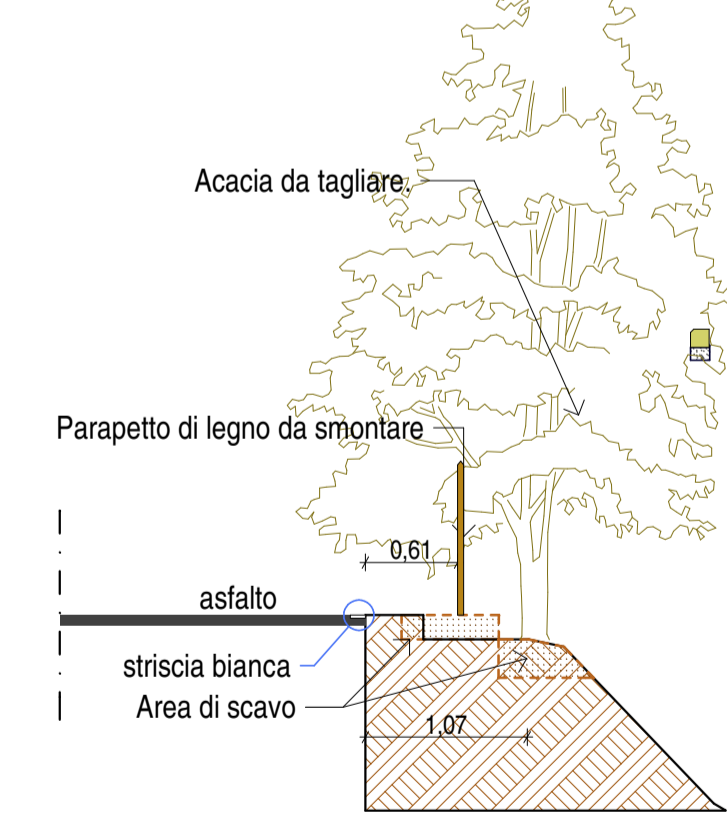 Acacia da tagliare.
Parapetto di legno da smontare
0,61
asfalto
striscia bianca
Area di scavo
1,07